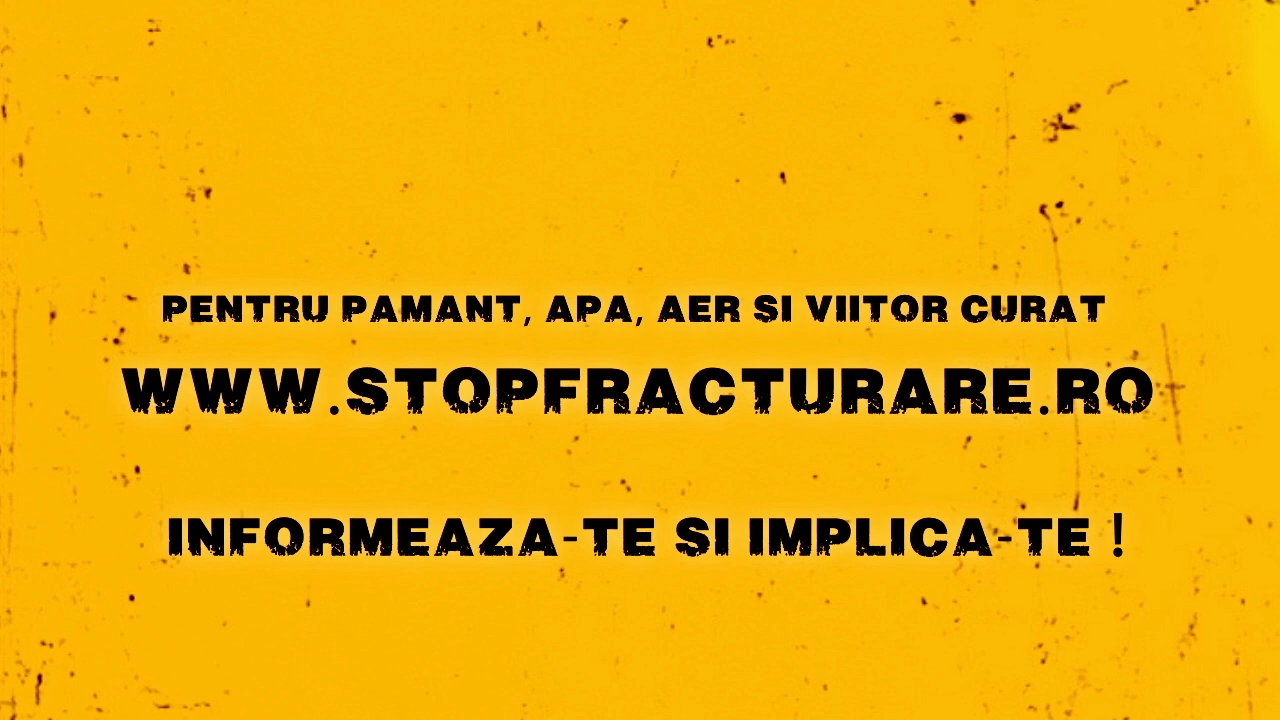 PENTRU PAMANT, APA, AER SI VIITOR CURAT
WWW.STOPFRACTURARE.RO
INFORMEAZA-TE SI IMPLICA-TE !